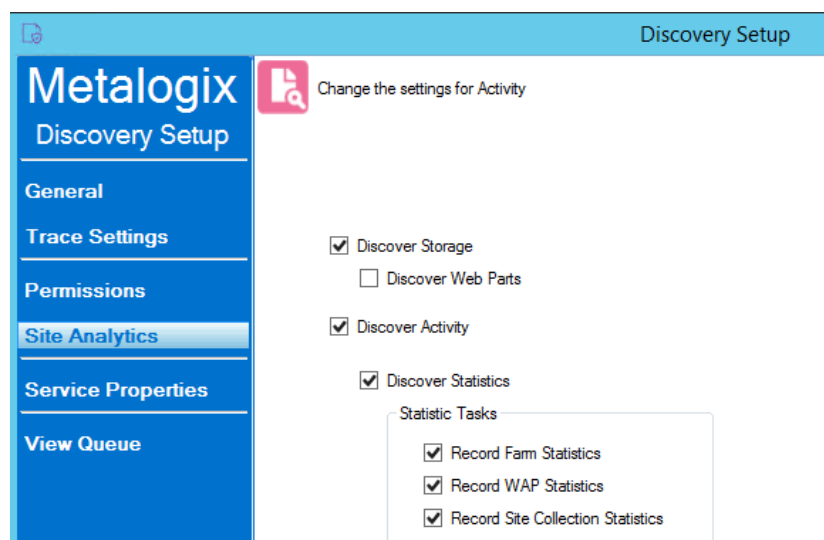 Discovery Setup
Metalogix
Discovery Setup
General
Trace Settings
Permissions
Site Analytics
Service Properties
View Queue
Change the settings for Activity
Discover Storage
Discover Web Parts
Discover Activity
Discover Statistics
Statistic Tasks
Record Farm Statistics
Record WAP Statistics
Record Site Collection Statistics